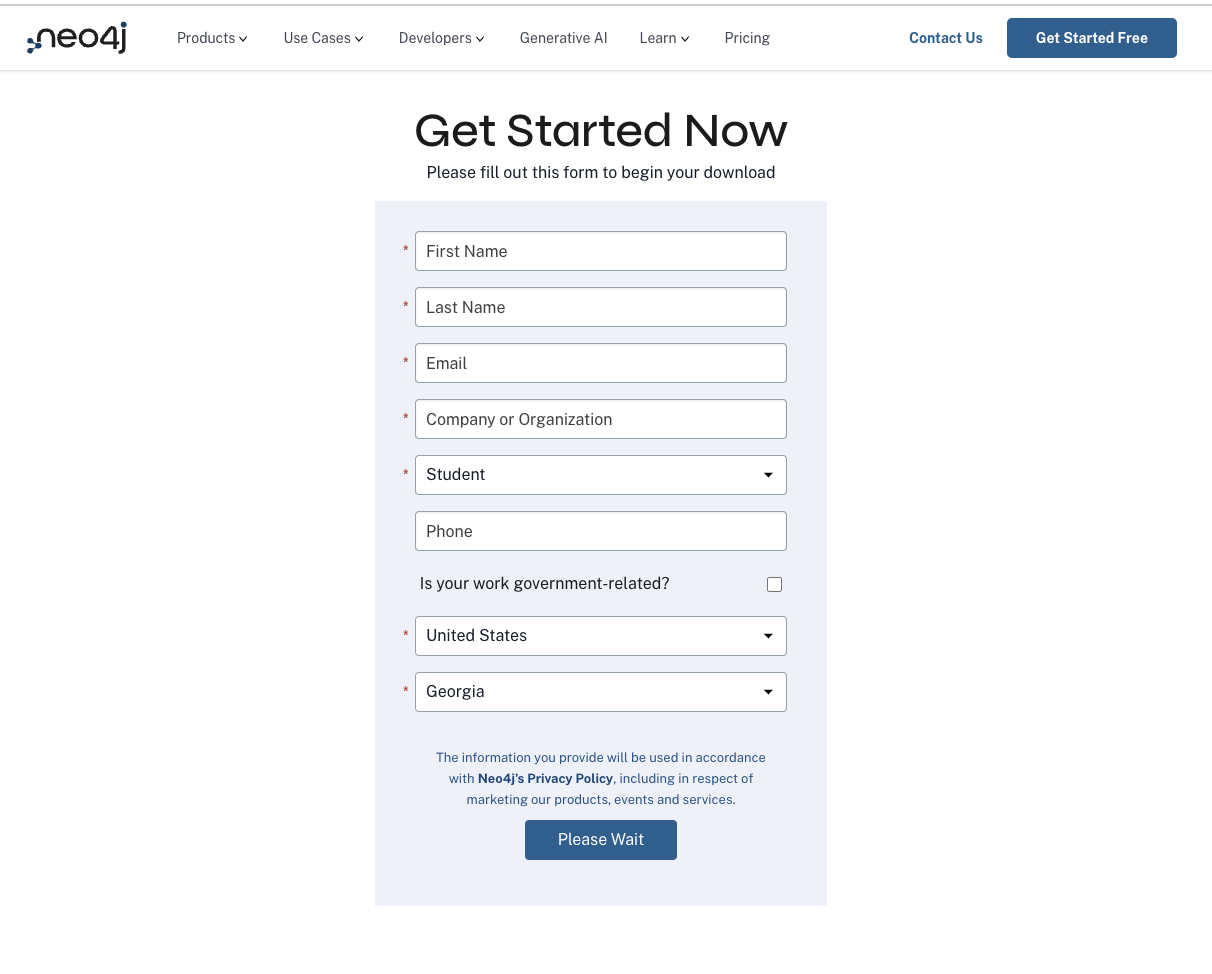 neo4j Products Use Cases Developers Generative AI Learn Pricing Contact Us Get Started Free
Get Started Now
Please fill out this form to begin your download
* First Name
* Last Name
* Email
* Company or Organization
* Student
Phone
Is your work government-related?
* United States
* Georgia
The information you provide will be used in accordance
with Neo4j's Privacy Policy, including in respect of
marketing our products, events and services.
Please Wait